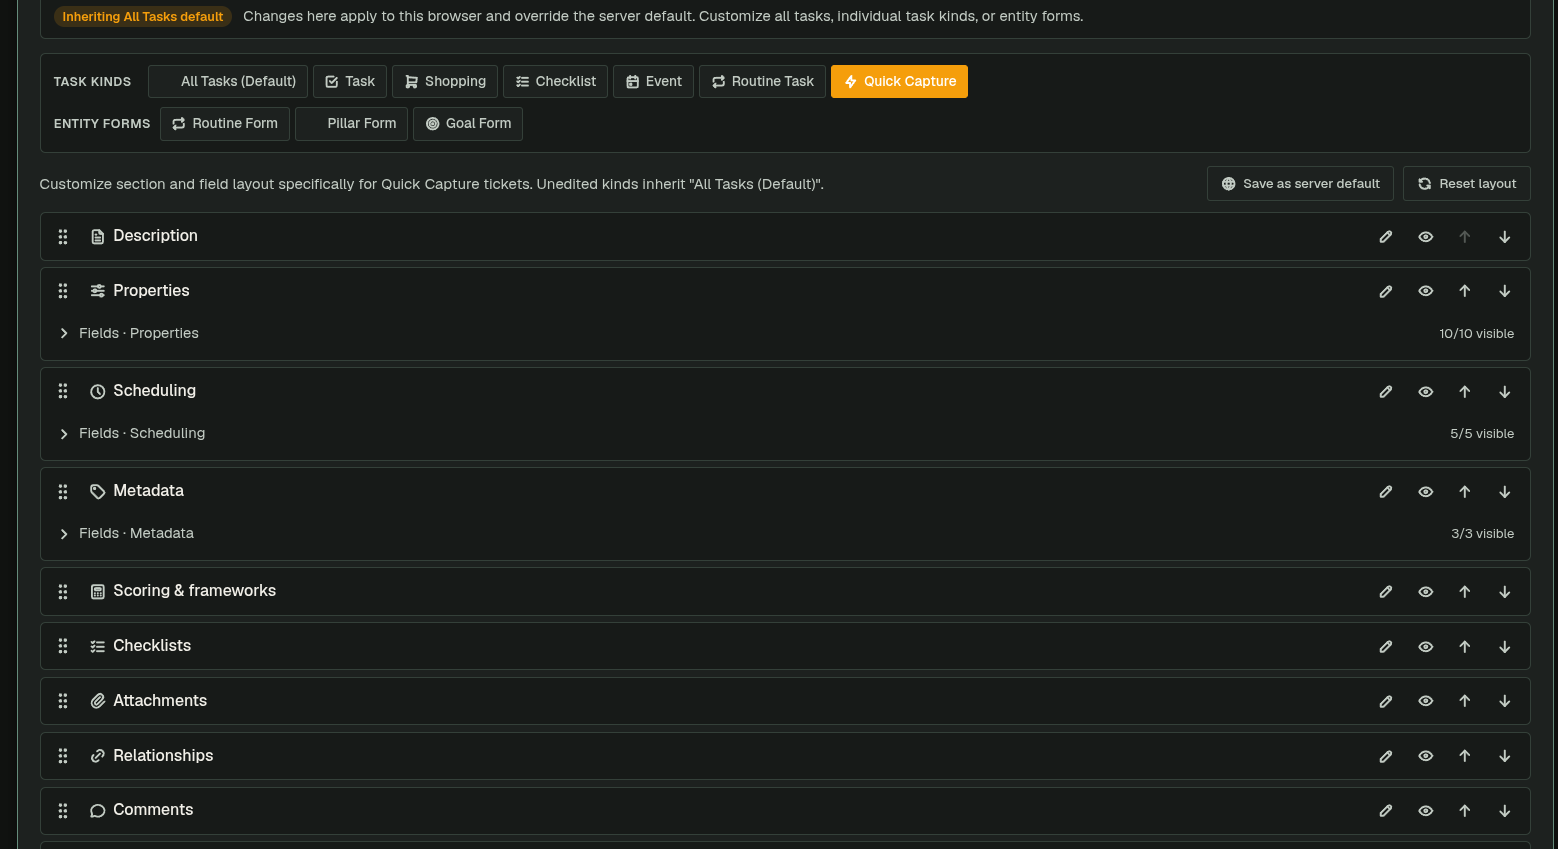 Inheriting All Tasks default Changes here apply to this browser and override the server default. Customize all tasks, individual task kinds, or entity forms.
TASK KINDS All Tasks (Default) Task Shopping Checklist Event Routine Task Quick Capture
ENTITY FORMS Routine Form Pillar Form Goal Form
Customize section and field layout specifically for Quick Capture tickets. Unedited kinds inherit "All Tasks (Default)". Save as server default Reset layout
Description
Properties
Fields · Properties 10/10 visible
Scheduling
Fields · Scheduling 5/5 visible
Metadata
Fields · Metadata 3/3 visible
Scoring & frameworks
Checklists
Attachments
Relationships
Comments